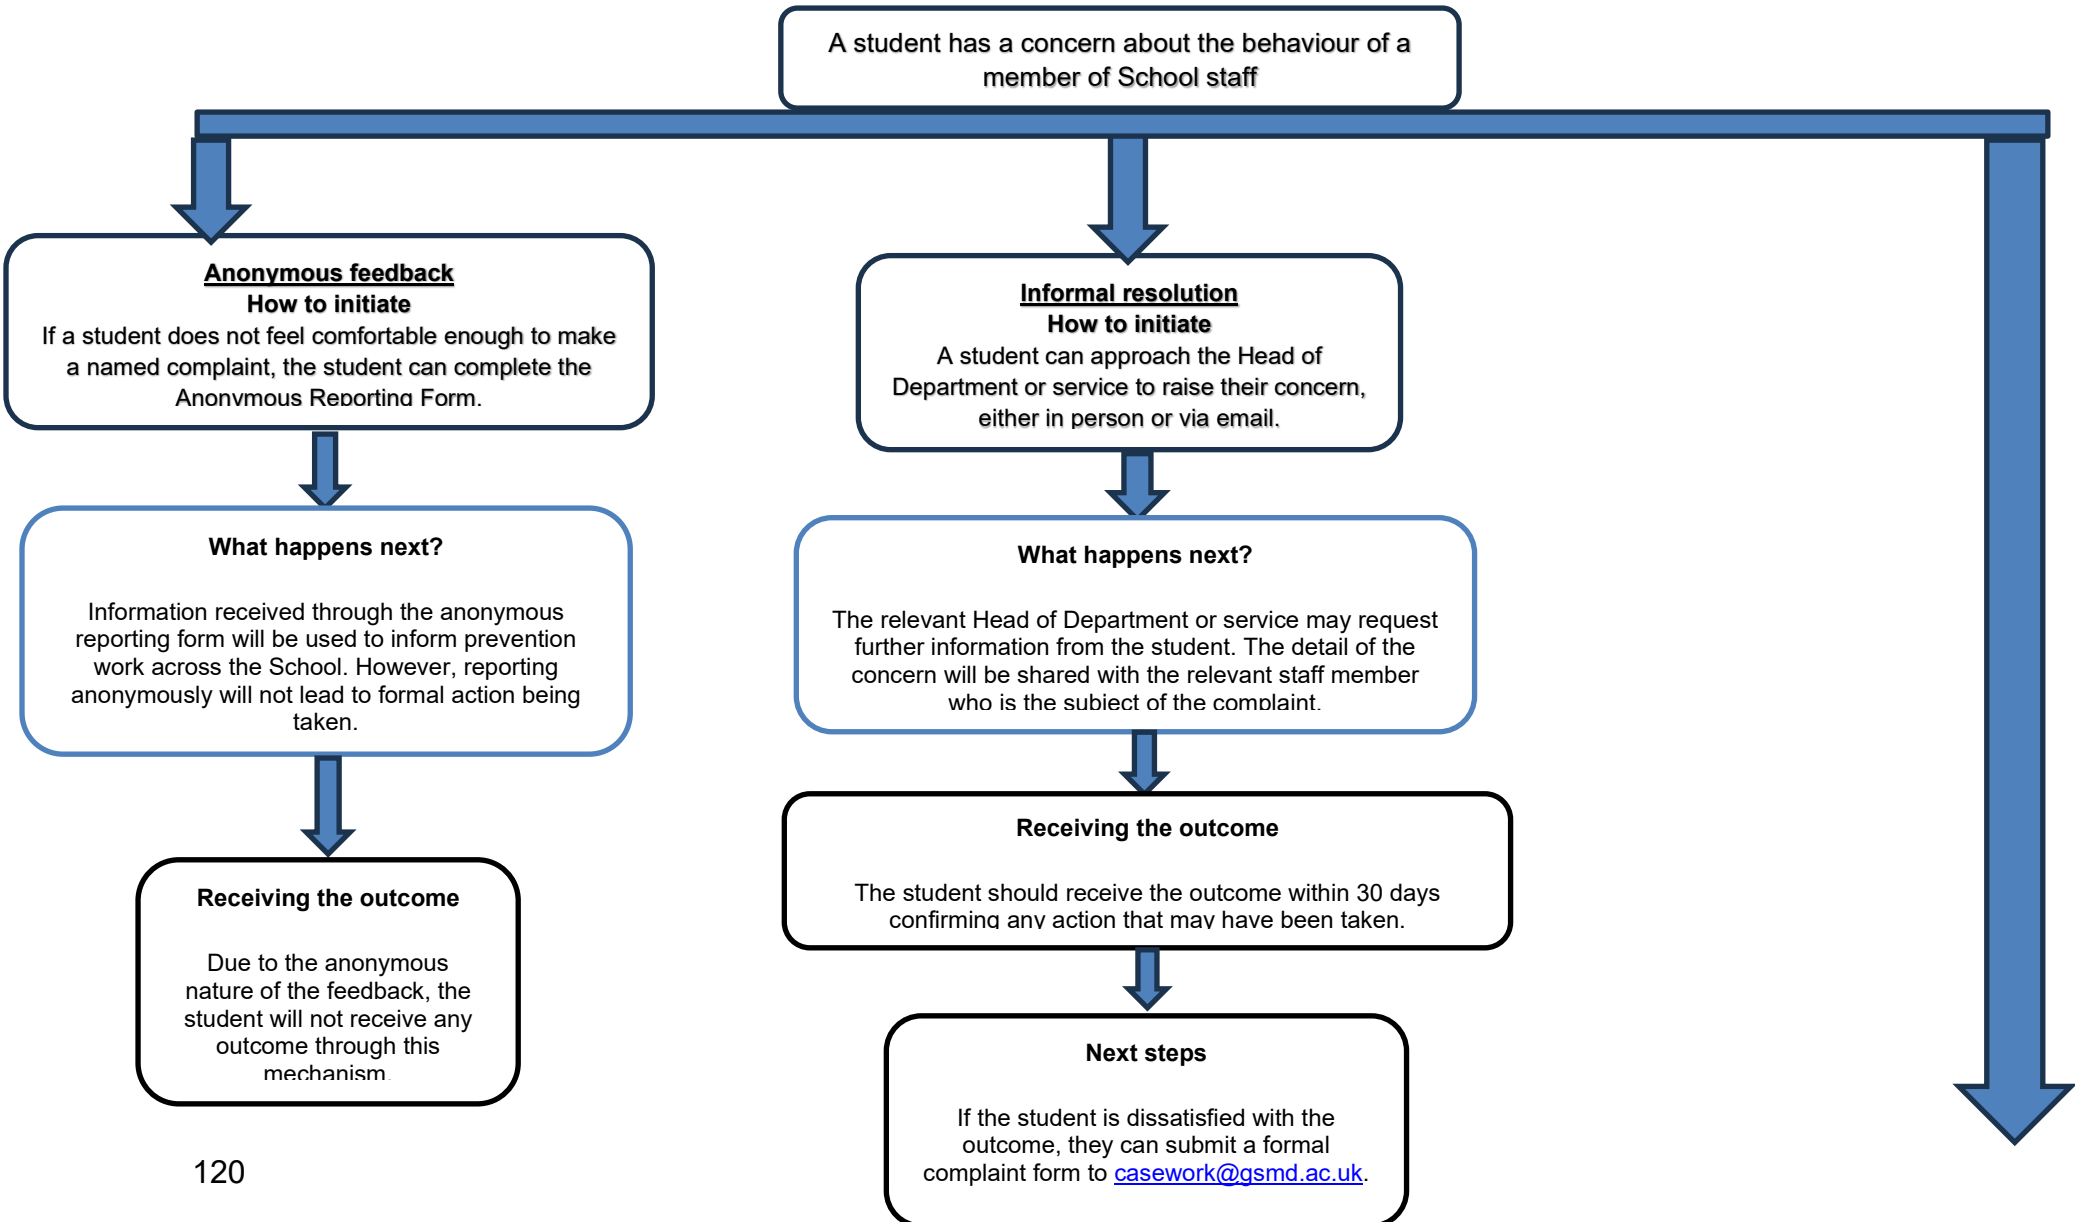 A student has a concern about the behaviour of a
member of School staff
Anonymous feedback
How to initiate
If a student does not feel comfortable enough to make
a named complaint, the student can complete the
Anonymous Reporting Form.
What happens next?
Information received through the anonymous
reporting form will be used to inform prevention
work across the School. However, reporting
anonymously will not lead to formal action being
taken.
Receiving the outcome
Due to the anonymous
nature of the feedback, the
student will not receive any
outcome through this
mechanism.
Informal resolution
How to initiate
A student can approach the Head of
Department or service to raise their concern,
either in person or via email.
What happens next?
The relevant Head of Department or service may request
further information from the student. The detail of the
concern will be shared with the relevant staff member
who is the subject of the complaint.
Receiving the outcome
The student should receive the outcome within 30 days
confirming any action that may have been taken.
Next steps
If the student is dissatisfied with the
outcome, they can submit a formal
complaint form to casework@gsmd.ac.uk.
120